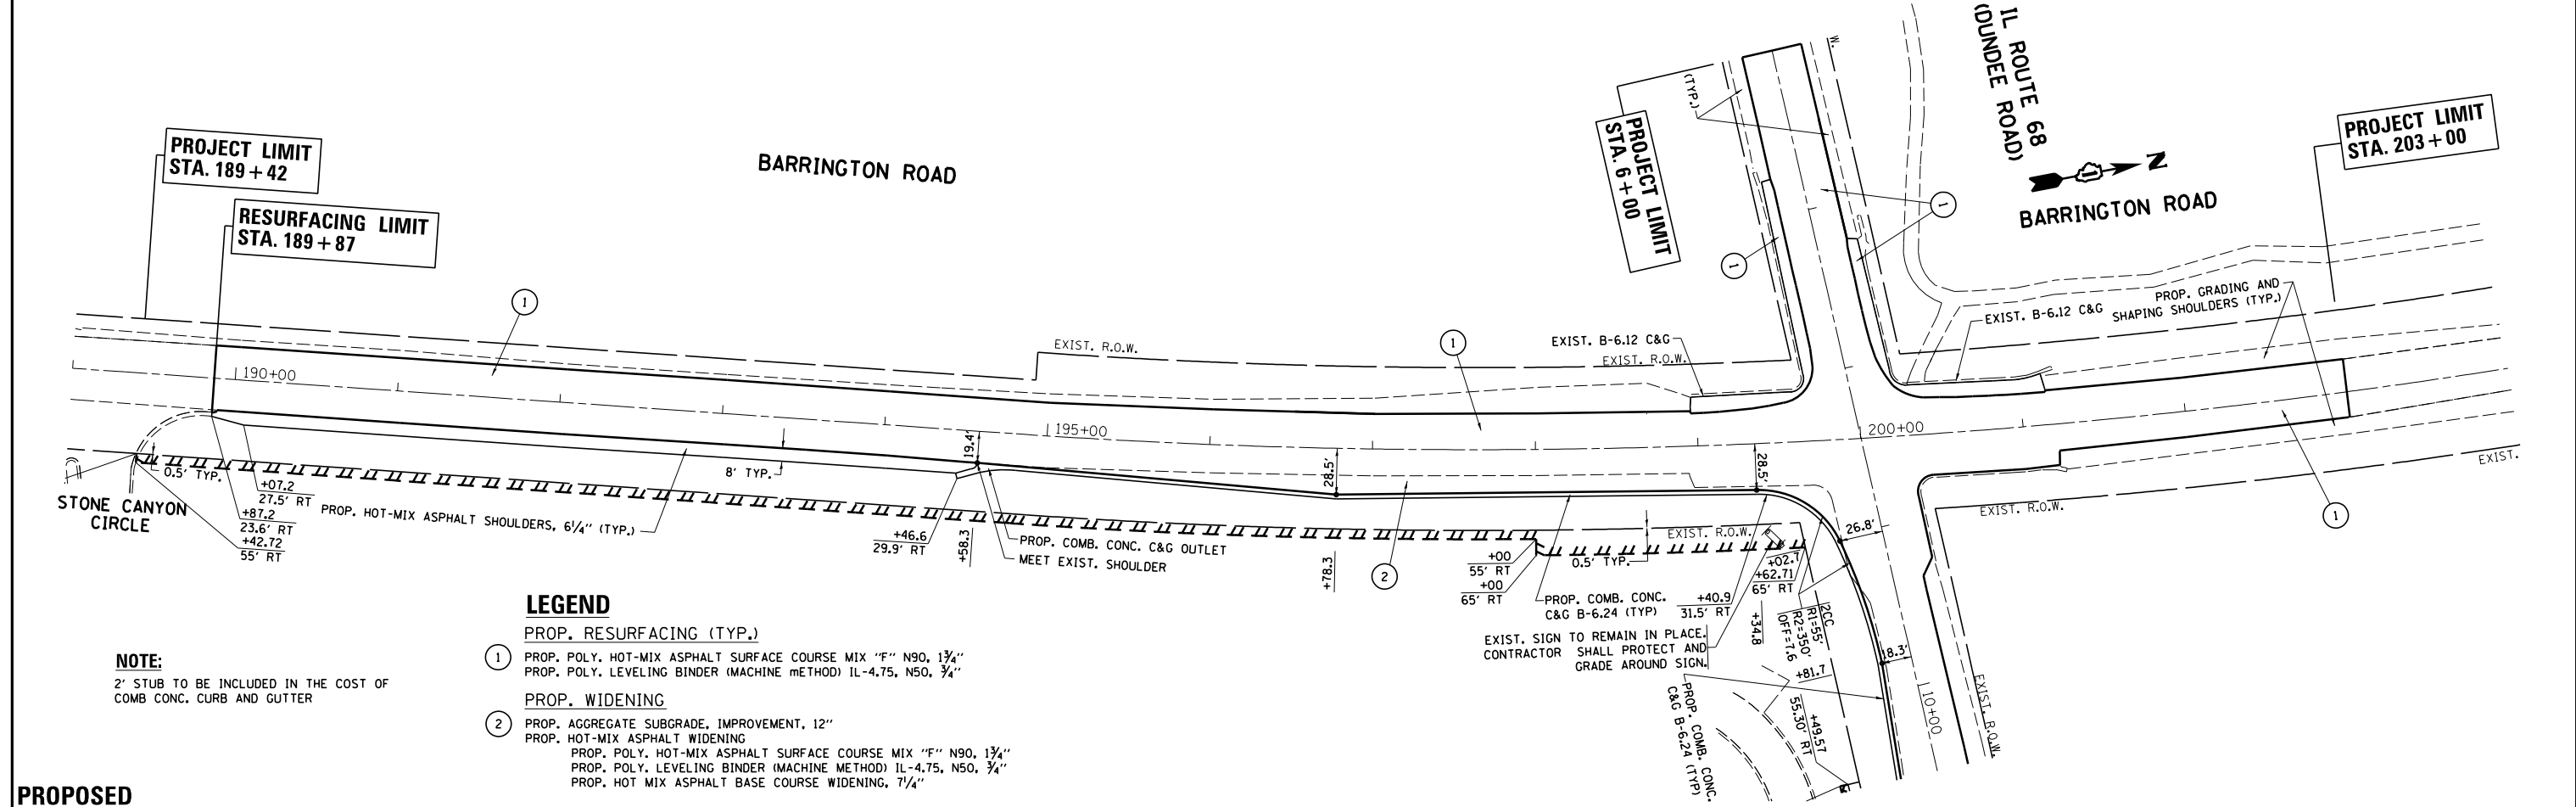 PROJECT LIMIT
STA. 189+42
RESURFACING LIMIT
STA. 189+87
BARRINGTON ROAD
PROJECT LIMIT
STA. 6+00
(TYP.)
W.
IL ROUTE 68
(DUNDEE ROAD)
N
BARRINGTON ROAD
PROJECT LIMIT
STA. 203+00
1
1
1
1
EXIST. R.O.W.
EXIST. B-6.12 C&G
EXIST. R.O.W.
EXIST. B-6.12 C&G
PROP. GRADING AND
SHAPING SHOULDERS (TYP.)
190+00
195+00
200+00
19.4'
28.5'
28.5'
26.8'
8' TYP.
0.5' TYP.
STONE CANYON
CIRCLE
+07.2
27.5' RT
+87.2
23.6' RT
+42.72
55' RT
PROP. HOT-MIX ASPHALT SHOULDERS, 6¼" (TYP.)
+46.6
29.9' RT
+58.3
PROP. COMB. CONC. C&G OUTLET
MEET EXIST. SHOULDER
+78.3
2
+00
55' RT
+00
65' RT
0.5' TYP.
EXIST. R.O.W.
PROP. COMB. CONC.
C&G B-6.24 (TYP)
+40.9
31.5' RT
+02.7
+62.71
65' RT
+34.8
2CC
R1=55'
R2=350'
OFF=7.6
+81.7
8.3'
+49.57
55.30' RT
EXIST. SIGN TO REMAIN IN PLACE.
CONTRACTOR SHALL PROTECT AND
GRADE AROUND SIGN.
PROP. COMB. CONC.
C&G B-6.24 (TYP)
10+00
EXIST. R.O.W.
EXIST. R.O.W.
EXIST.
1
LEGEND
PROP. RESURFACING (TYP.)
1 PROP. POLY. HOT-MIX ASPHALT SURFACE COURSE MIX "F" N90, 1¾"
PROP. POLY. LEVELING BINDER (MACHINE mETHOD) IL-4.75, N50, ¾"
PROP. WIDENING
2 PROP. AGGREGATE SUBGRADE, IMPROVEMENT, 12"
PROP. HOT-MIX ASPHALT WIDENING
PROP. POLY. HOT-MIX ASPHALT SURFACE COURSE MIX "F" N90, 1¾"
PROP. POLY. LEVELING BINDER (MACHINE METHOD) IL-4.75, N50, ¾"
PROP. HOT MIX ASPHALT BASE COURSE WIDENING, 7¼"
NOTE:
2' STUB TO BE INCLUDED IN THE COST OF
COMB CONC. CURB AND GUTTER
PROPOSED